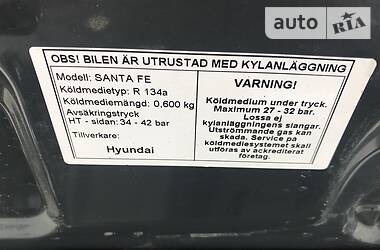 auto RIA
OBS! BILEN ÄR UTRUSTAD MED KYLANLÄGGNING
Modell: SANTA FE
Köldmedietyp: R 134a
Köldmediemängd: 0,600 kg
Avsäkringstryck
HT - sidan: 34 - 42 bar
Tillverkare:
Hyundai
VARNING!
Köldmedium under tryck.
Maximum 27 - 32 bar.
Lossa ej
kylanläggningens slangar.
Utströmmande gas kan
skada. Service på
köldmediesystemet skall
utföras av ackrediterat
företag.